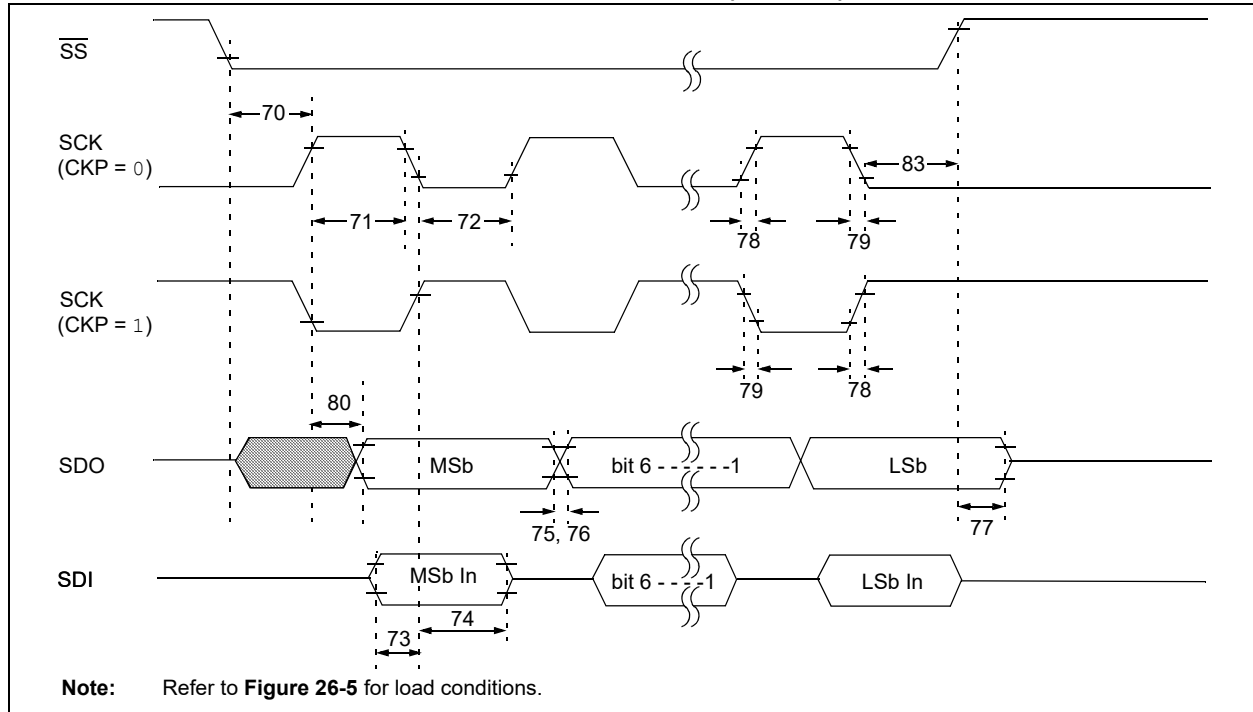 SS
70
SCK
(CKP = 0)
83
71
72
78
79
SCK
(CKP = 1)
79
78
80
SDO
MSb
bit 6 - - - - - - -1
LSb
75, 76
77
SDI
MSb In
bit 6 - - - - -1
LSb In
74
73
Note: Refer to Figure 26-5 for load conditions.